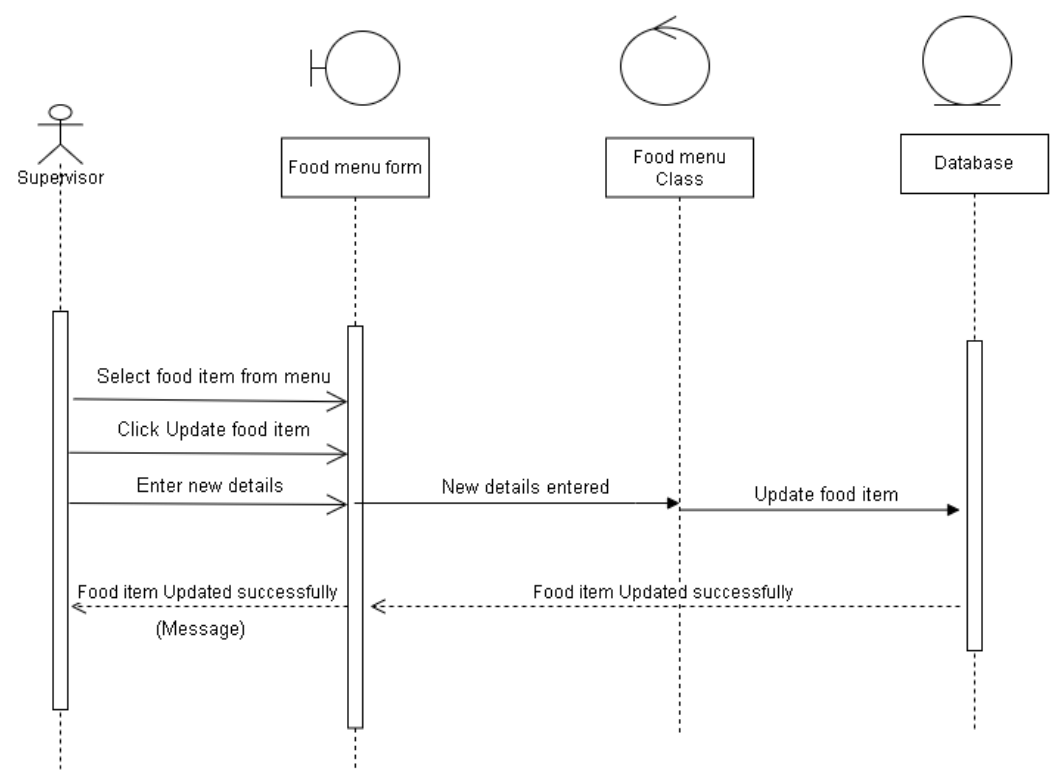 Supervisor
Food menu form
Food menu
Class
Database
Select food item from menu
Click Update food item
Enter new details
New details entered
Update food item
Food item Updated successfully
(Message)
Food item Updated successfully